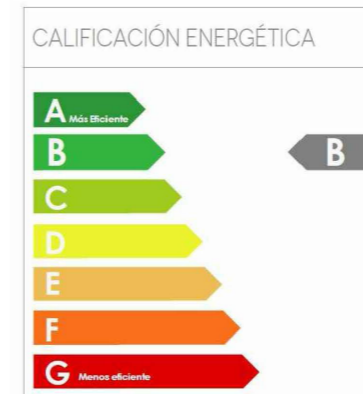 CALIFICACIÓN ENERGÉTICA
A Más Eficiente
B B
C
D
E
F
G Menos eficiente